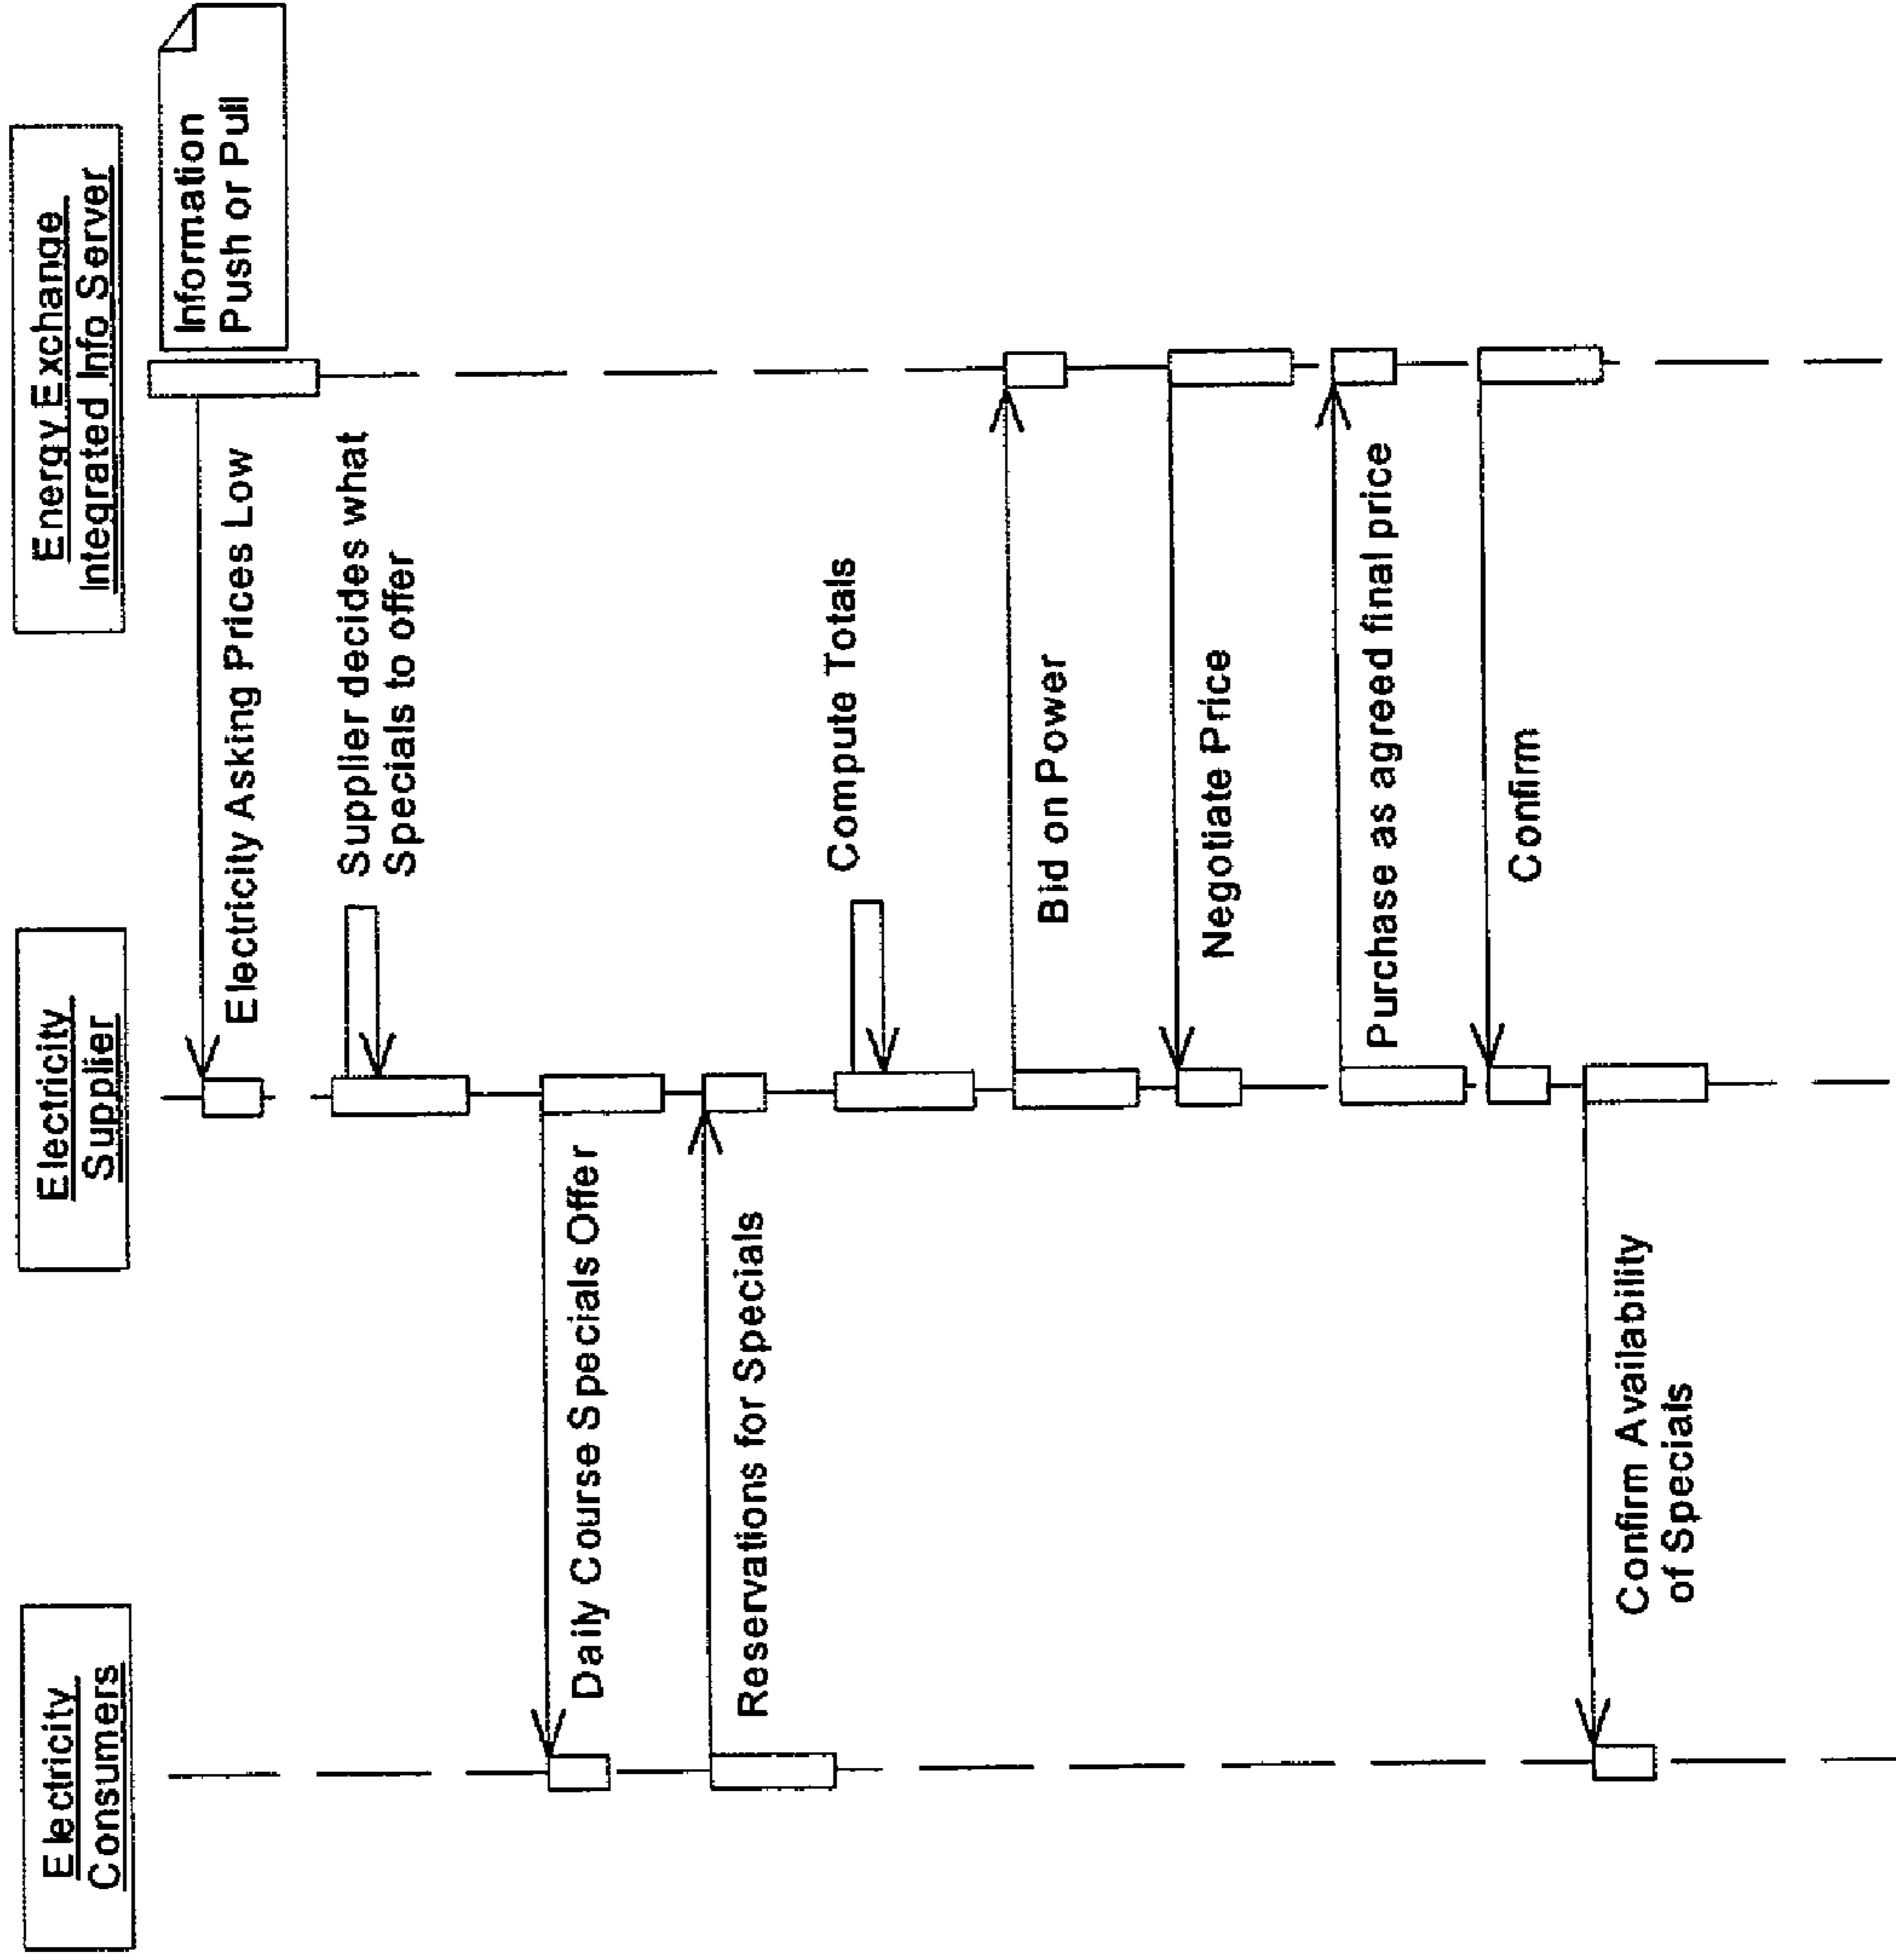 Electricity
Consumers
Electricity
Supplier
Energy Exchange
Integrated Info Server
Information
Push or Pull
Electricity Asking Prices Low
Supplier decides what
Specials to offer
Daily Course Specials Offer
Reservations for Specials
Compute Totals
Bid on Power
Negotiate Price
Purchase as agreed final price
Confirm
Confirm Availability
of Specials